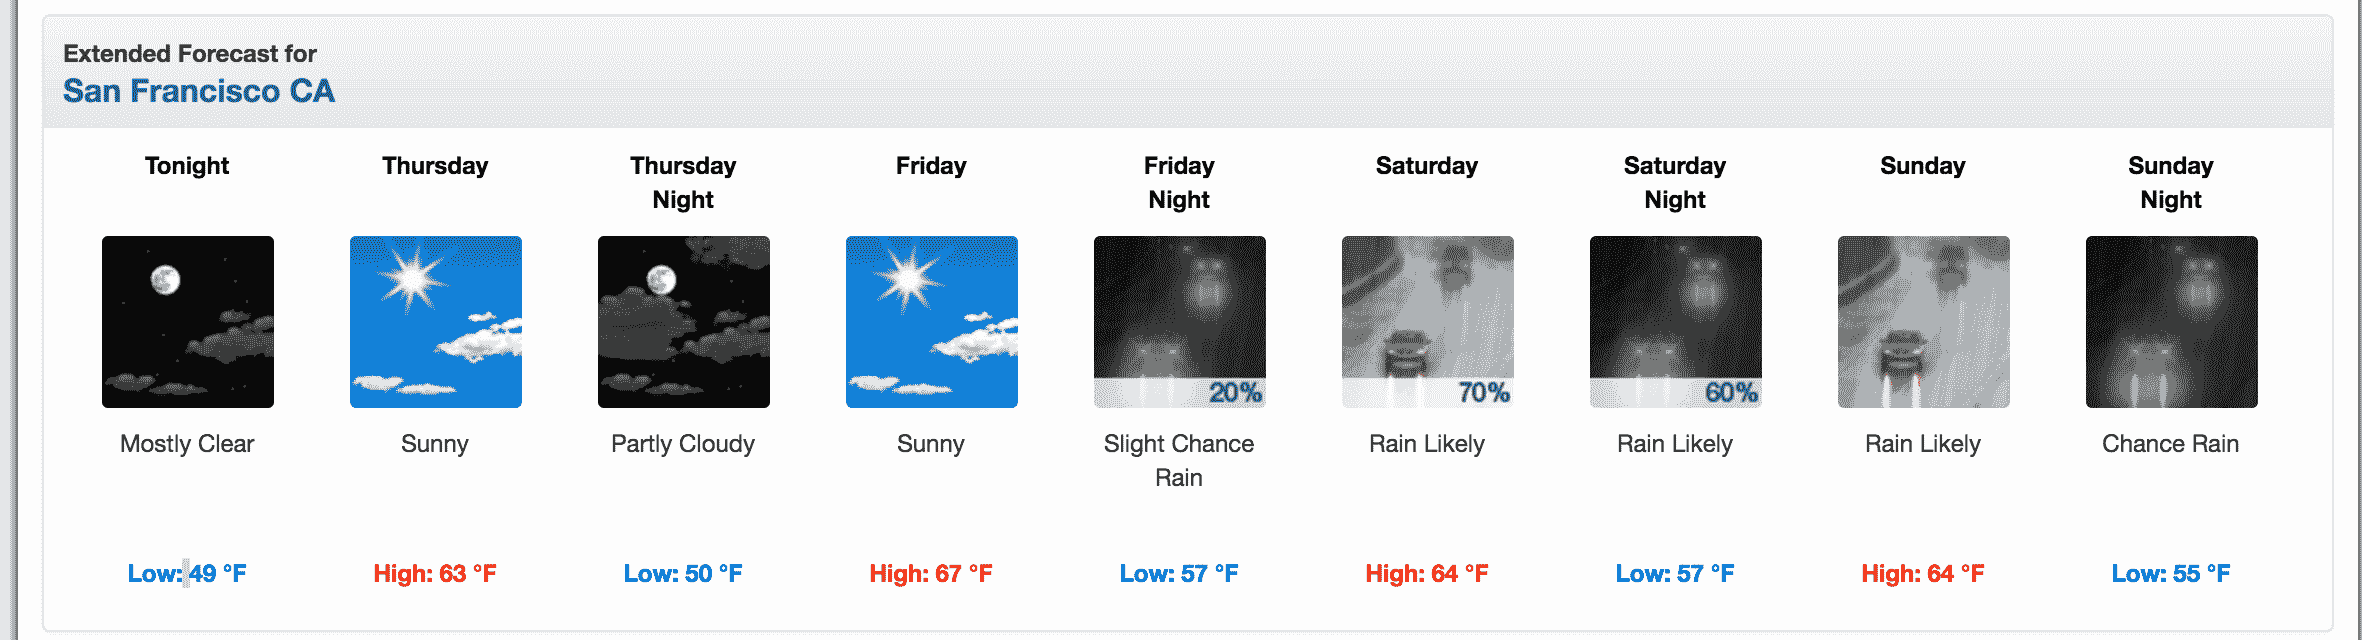 Extended Forecast for
San Francisco CA
Tonight
Mostly Clear
Low: 49 °F
Thursday
Sunny
High: 63 °F
Thursday
Night
Partly Cloudy
Low: 50 °F
Friday
Sunny
High: 67 °F
Friday
Night
20%
Slight Chance
Rain
Low: 57 °F
Saturday
70%
Rain Likely
High: 64 °F
Saturday
Night
60%
Rain Likely
Low: 57 °F
Sunday
Rain Likely
High: 64 °F
Sunday
Night
Chance Rain
Low: 55 °F